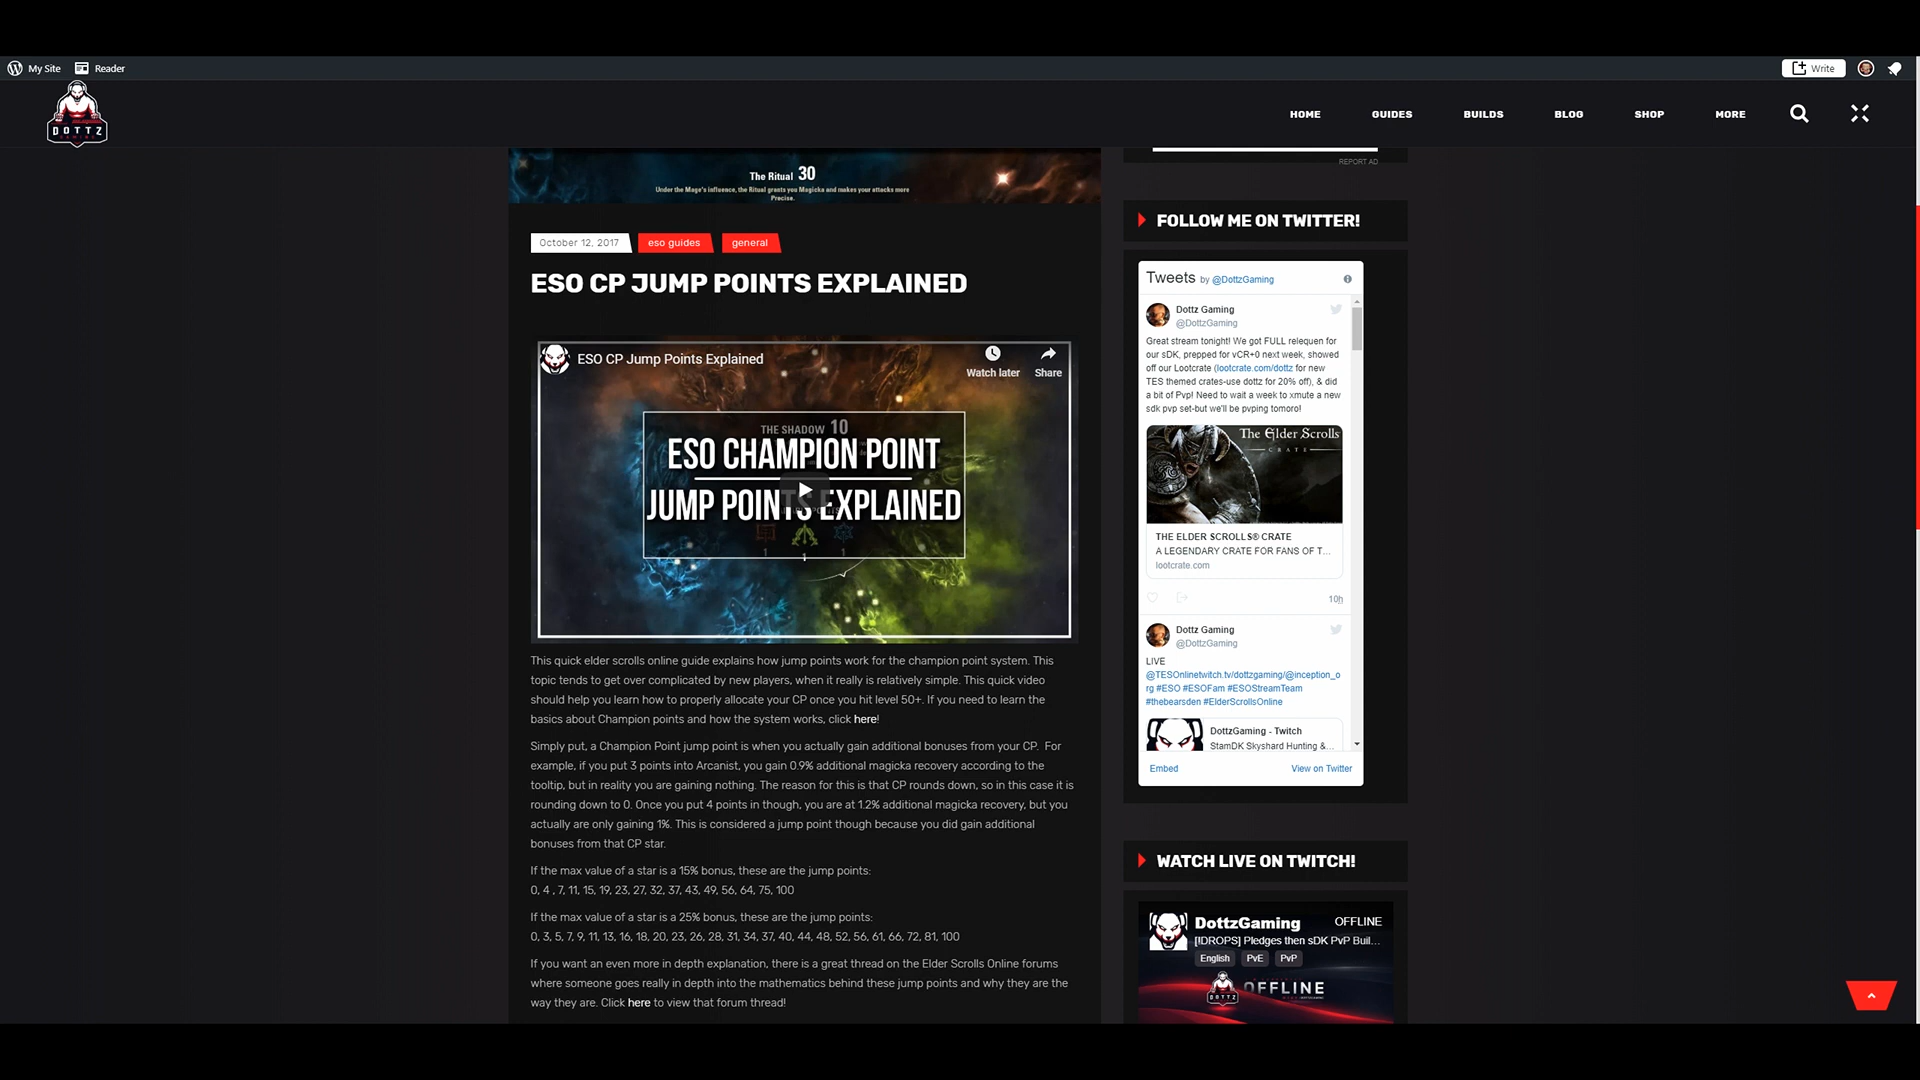 My Site
Reader
Write
DOTTZ
GAMING
HOME
GUIDES
BUILDS
BLOG
SHOP
MORE
The Ritual 30
Under the Mage's influence, the Ritual grants you Magicka and makes your attacks more
Precise.
October 12, 2017
eso guides
general
ESO CP JUMP POINTS EXPLAINED
ESO CP Jump Points Explained
Watch later
Share
THE SHADOW 10
ESO CHAMPION POINT
JUMP POINTS EXPLAINED
1
1
1
This quick elder scrolls online guide explains how jump points work for the champion point system. This
topic tends to get over complicated by new players, when it really is relatively simple. This quick video
should help you learn how to properly allocate your CP once you hit level 50+. If you need to learn the
basics about Champion points and how the system works, click here!
Simply put, a Champion Point jump point is when you actually gain additional bonuses from your CP.  For
example, if you put 3 points into Arcanist, you gain 0.9% additional magicka recovery according to the
tooltip, but in reality you are gaining nothing. The reason for this is that CP rounds down, so in this case it is
rounding down to 0. Once you put 4 points in though, you are at 1.2% additional magicka recovery, but you
actually are only gaining 1%. This is considered a jump point though because you did gain additional
bonuses from that CP star.
If the max value of a star is a 15% bonus, these are the jump points:
0, 4 , 7, 11, 15, 19, 23, 27, 32, 37, 43, 49, 56, 64, 75, 100
If the max value of a star is a 25% bonus, these are the jump points:
0, 3, 5, 7, 9, 11, 13, 16, 18, 20, 23, 26, 28, 31, 34, 37, 40, 44, 48, 52, 56, 61, 66, 72, 81, 100
If you want an even more in depth explanation, there is a great thread on the Elder Scrolls Online forums
where someone goes really in depth into the mathematics behind these jump points and why they are the
way they are. Click here to view that forum thread!
REPORT AD
FOLLOW ME ON TWITTER!
Tweets by @DottzGaming
Dottz Gaming
@DottzGaming
Great stream tonight! We got FULL relequen for
our sDK, prepped for vCR+0 next week, showed
off our Lootcrate (lootcrate.com/dottz for new
TES themed crates-use dottz for 20% off), & did
a bit of Pvp! Need to wait a week to xmute a new
sdk pvp set-but we'll be pvping tomoro!
The Elder Scrolls
CRATE
THE ELDER SCROLLS® CRATE
A LEGENDARY CRATE FOR FANS OF T...
lootcrate.com
10h
Dottz Gaming
@DottzGaming
LIVE
@TESOnlinetwitch.tv/dottzgaming/@inception_o
rg #ESO #ESOFam #ESOStreamTeam
#thebearsden #ElderScrollsOnline
DottzGaming - Twitch
StamDK Skyshard Hunting &...
Embed
View on Twitter
WATCH LIVE ON TWITCH!
DottzGaming
OFFLINE
[!DROPS] Pledges then sDK PvP Buil...
English
PvE
PvP
DOTTZ
OFFLINE